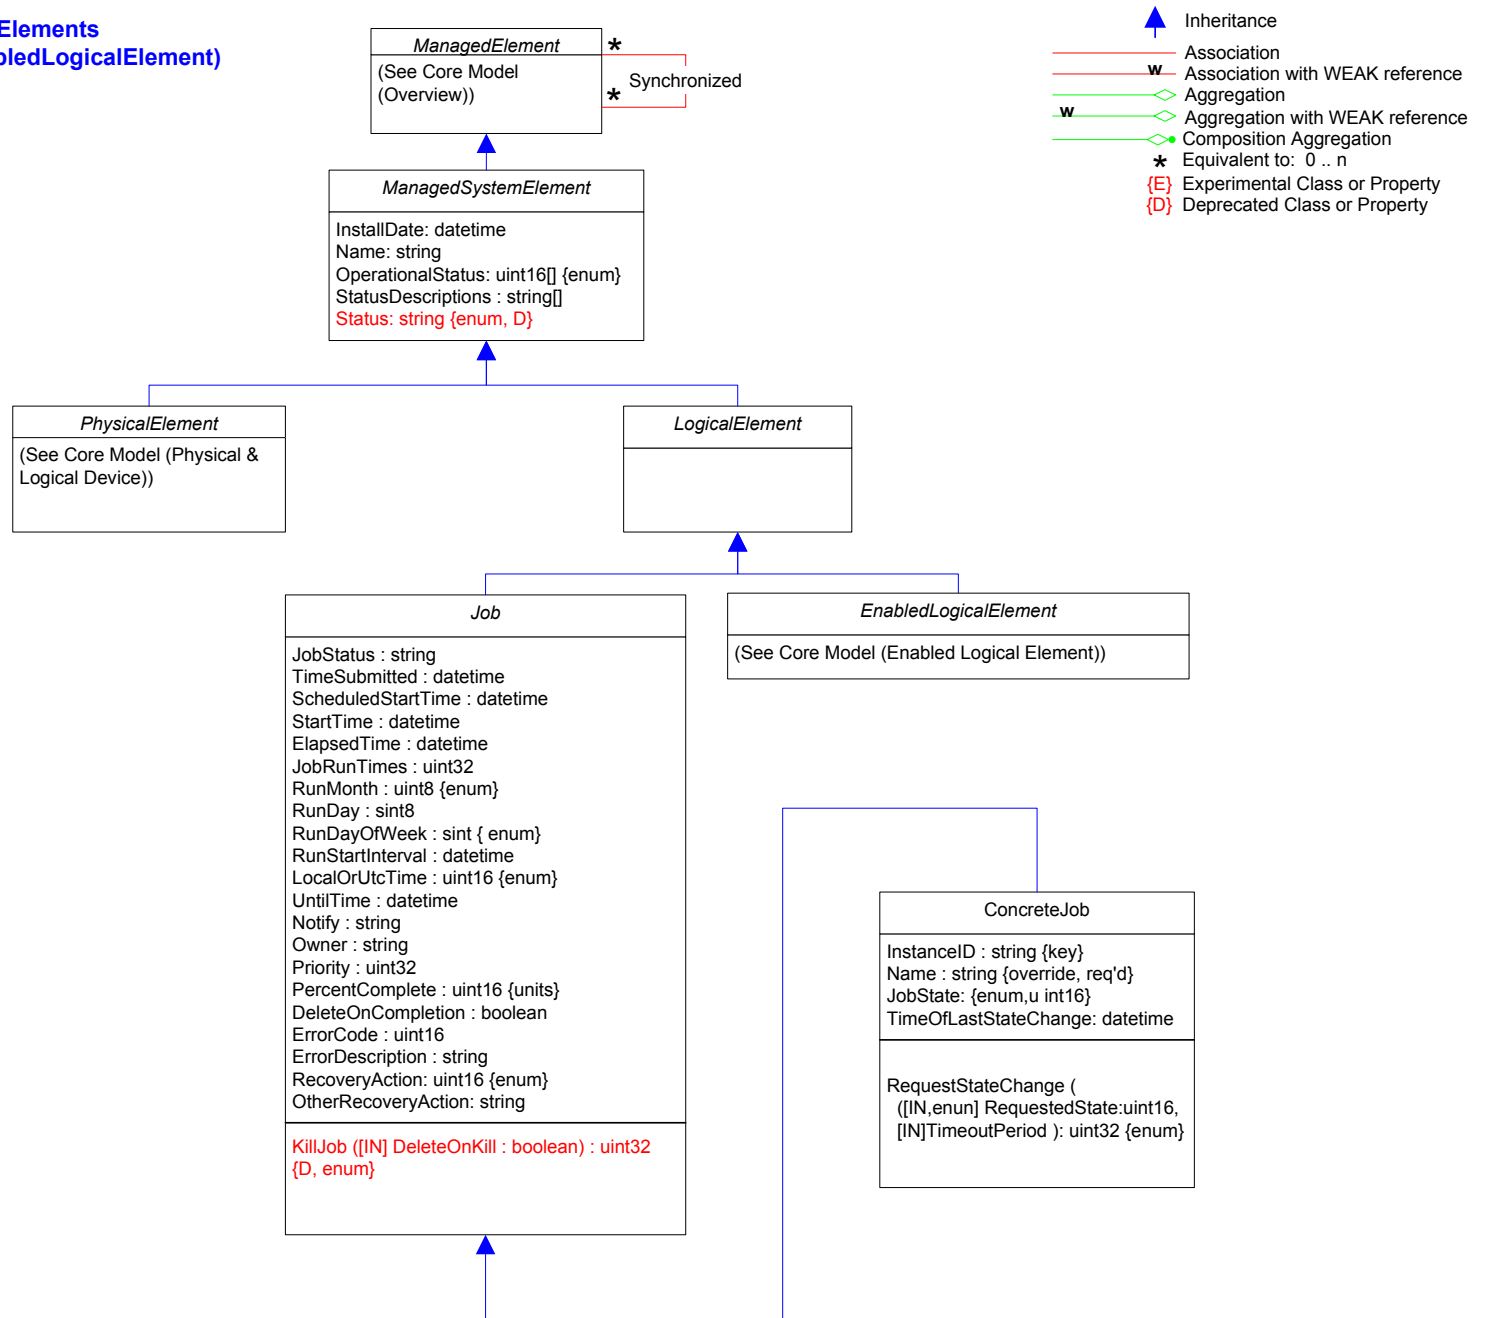 Elements
bledLogicalElement)
ManagedElement
(See Core Model
(Overview))
*
*
Synchronized
Inheritance
Association
w
Association with WEAK reference
Aggregation
w
Aggregation with WEAK reference
Composition Aggregation
* Equivalent to: 0 .. n
{E} Experimental Class or Property
{D} Deprecated Class or Property
ManagedSystemElement
InstallDate: datetime
Name: string
OperationalStatus: uint16[] {enum}
StatusDescriptions : string[]
Status: string {enum, D}
PhysicalElement
(See Core Model (Physical &
Logical Device))
LogicalElement
Job
JobStatus : string
TimeSubmitted : datetime
ScheduledStartTime : datetime
StartTime : datetime
ElapsedTime : datetime
JobRunTimes : uint32
RunMonth : uint8 {enum}
RunDay : sint8
RunDayOfWeek : sint { enum}
RunStartInterval : datetime
LocalOrUtcTime : uint16 {enum}
UntilTime : datetime
Notify : string
Owner : string
Priority : uint32
PercentComplete : uint16 {units}
DeleteOnCompletion : boolean
ErrorCode : uint16
ErrorDescription : string
RecoveryAction: uint16 {enum}
OtherRecoveryAction: string
KillJob ([IN] DeleteOnKill : boolean) : uint32
{D, enum}
EnabledLogicalElement
(See Core Model (Enabled Logical Element))
ConcreteJob
InstanceID : string {key}
Name : string {override, req'd}
JobState: {enum,u int16}
TimeOfLastStateChange: datetime
RequestStateChange (
([IN,enun] RequestedState:uint16,
[IN]TimeoutPeriod ): uint32 {enum}